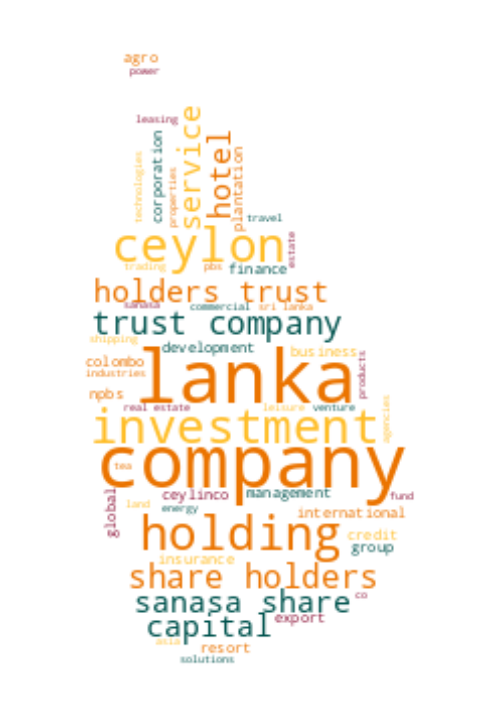 agro
power
leasing
service
corporation
hotel
technologies
properties
plantation
travel
ceylon
estate
trading
pbs
finance
holders trust
sanasa
commercial
sri lanka
trust company
shipping
development
business
colombo
industries
lanka
products
npbs
real estate
leisure
venture
agencies
investment
company
tea
global
ceylinco
management
fund
land
energy
international
holding
credit
group
insurance
share holders
sanasa share
co
capital
export
asia
resort
solutions